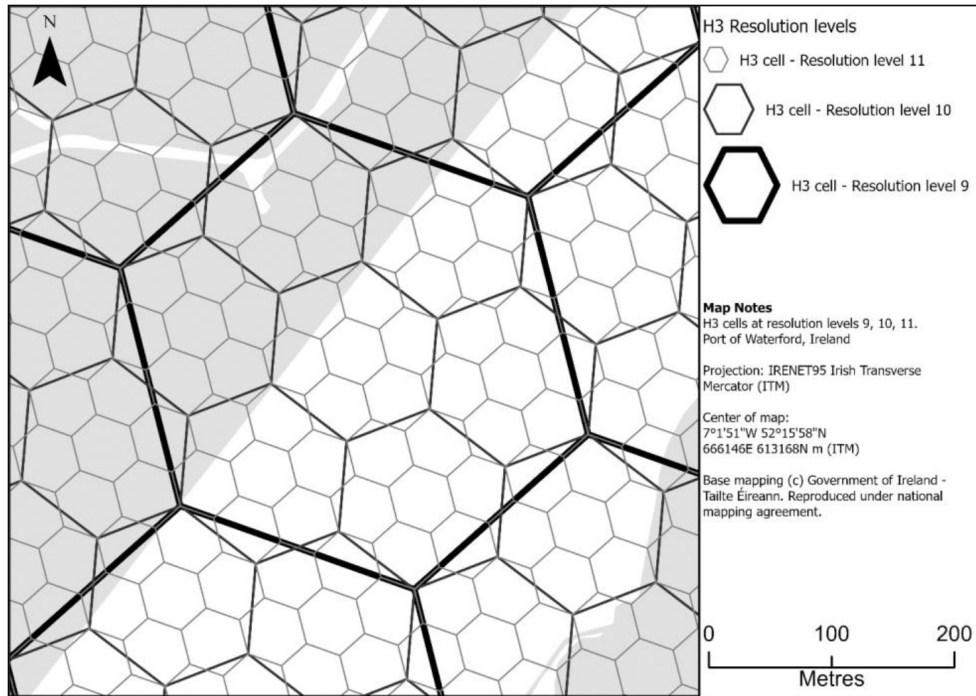 N
H3 Resolution levels
H3 cell - Resolution level 11
H3 cell - Resolution level 10
H3 cell - Resolution level 9
Map Notes
H3 cells at resolution levels 9, 10, 11.
Port of Waterford, Ireland
Projection: IRENET95 Irish Transverse
Mercator (ITM)
Center of map:
7°1'51"W 52°15'58"N
666146E 613168N m (ITM)
Base mapping (c) Government of Ireland -
Tailte Éireann. Reproduced under national
mapping agreement.
0 100 200
Metres